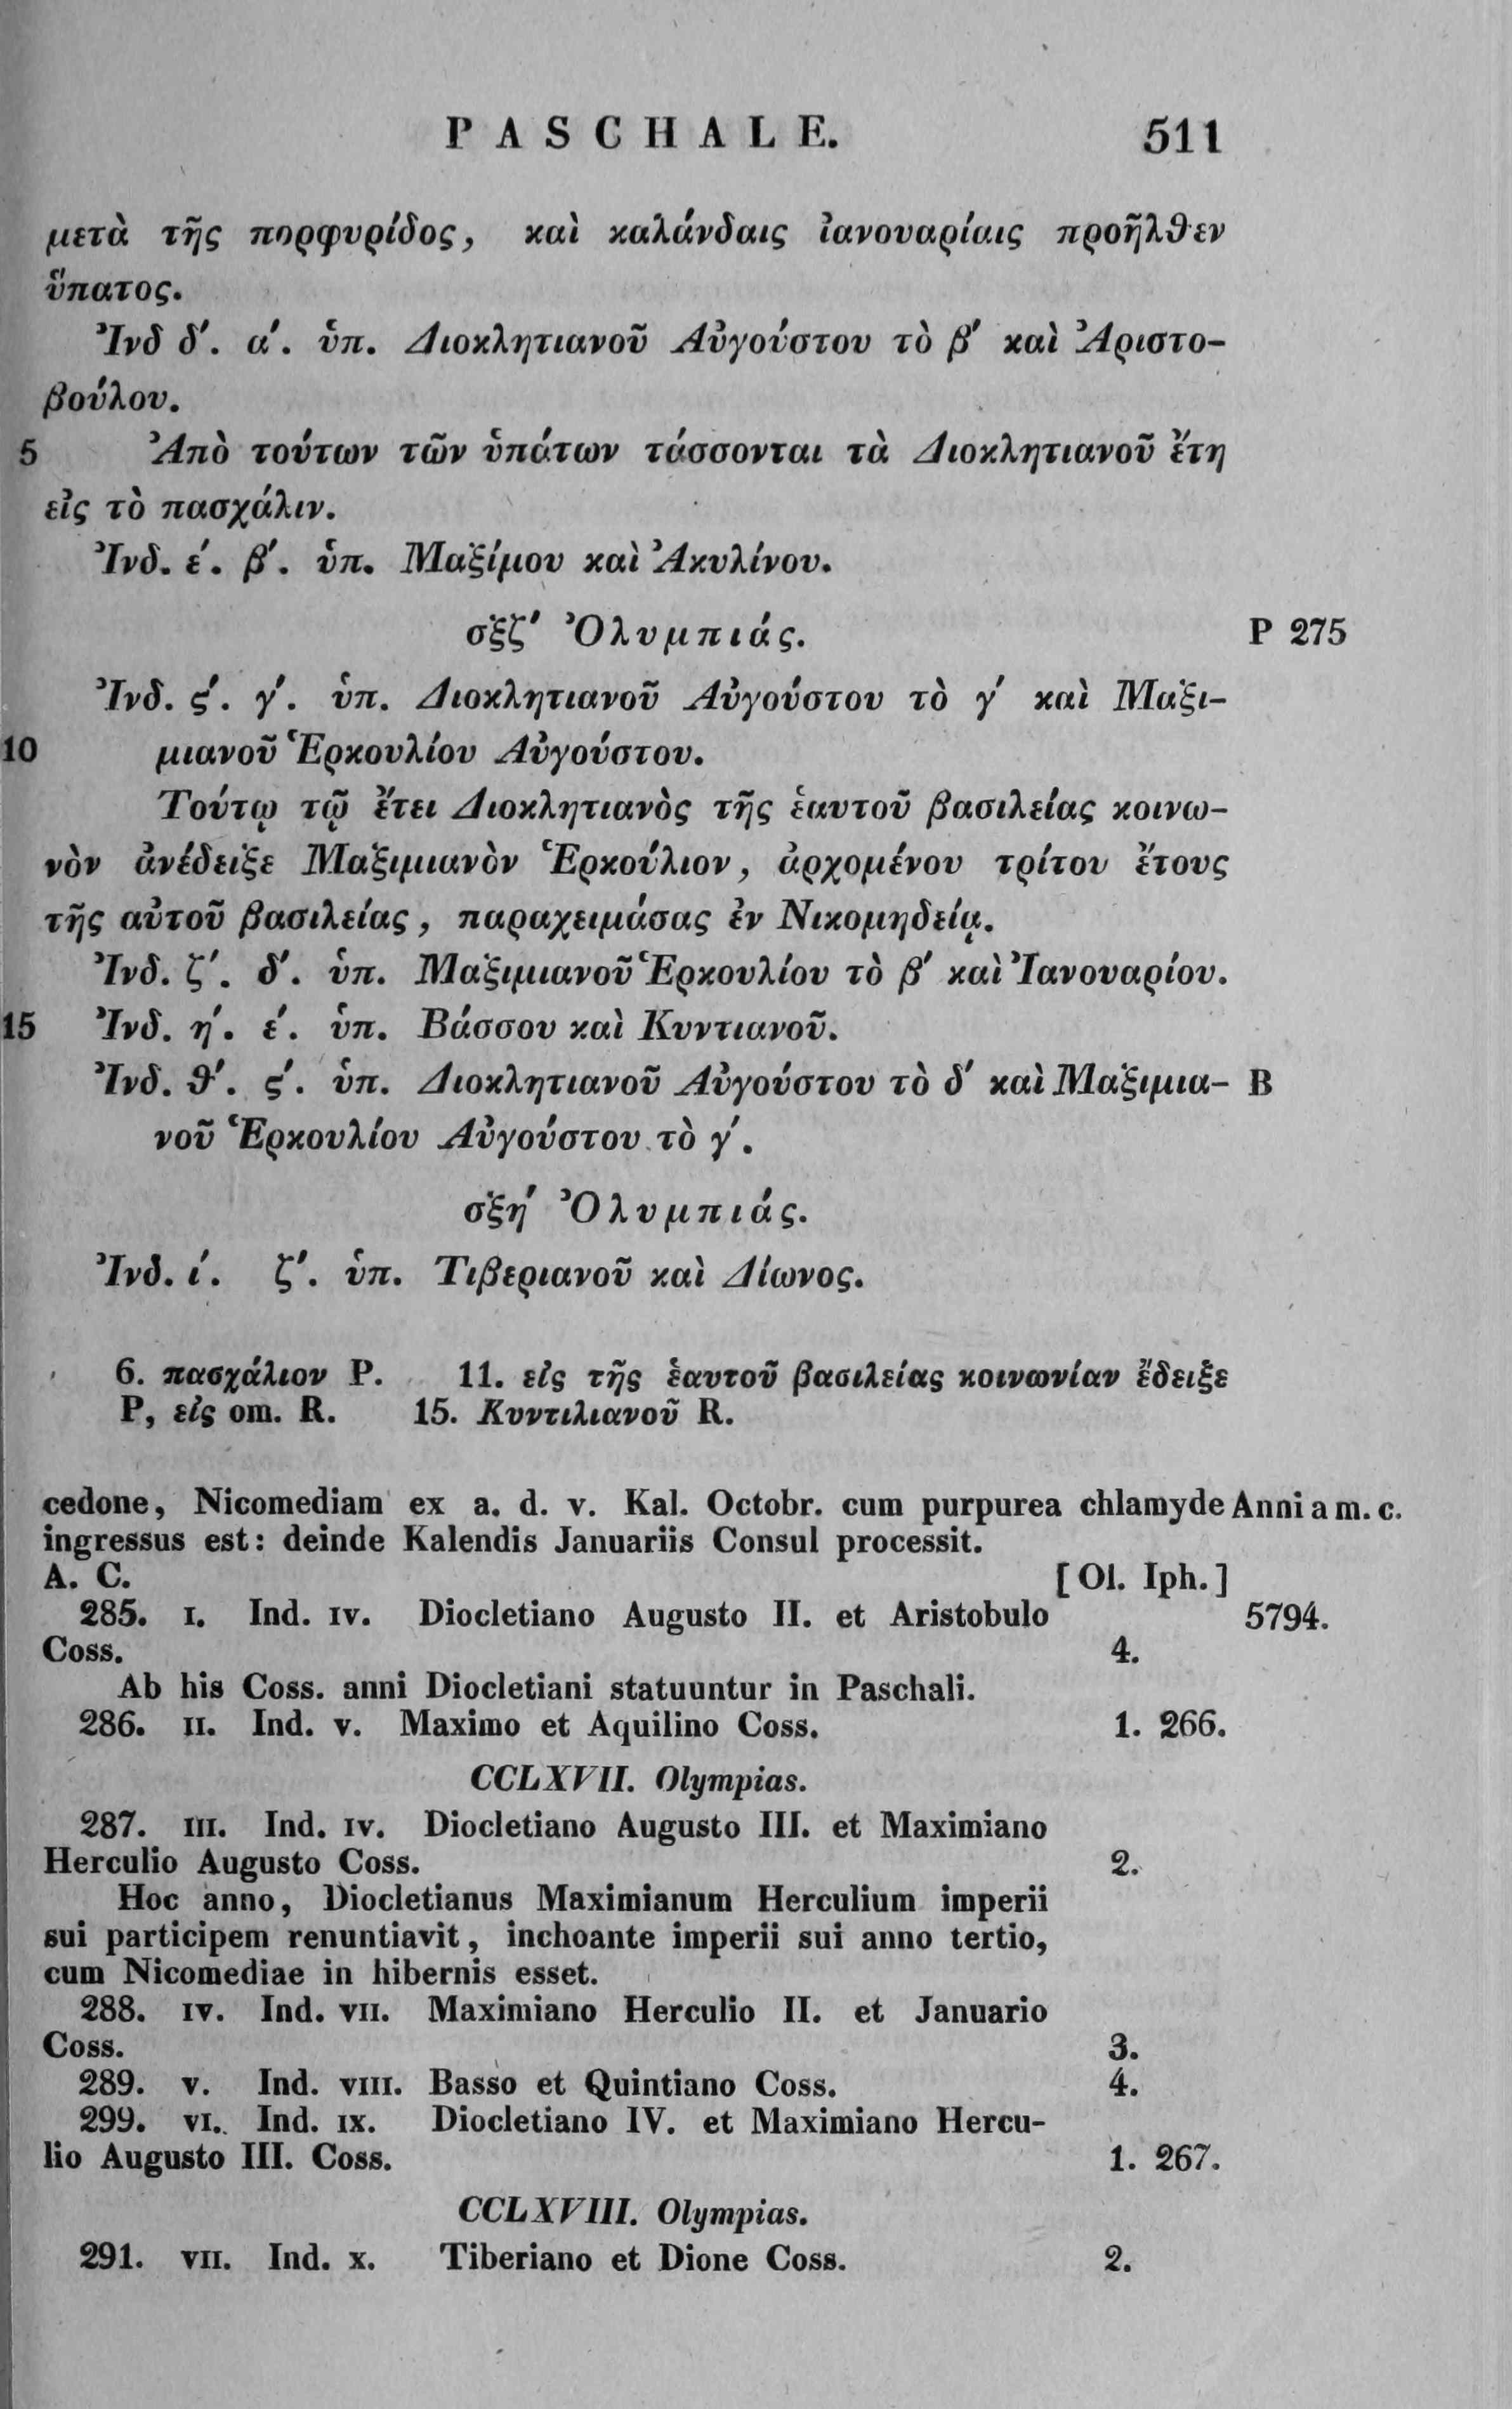 PASCHALE. 511
μετὰ τῆς πορφυρίδος, καὶ καλάνδαις ἰανουαρίαις προῆλθεν
ὕπατος.
Ἰνδ δ΄. α΄. ὑπ. Διοκλητιανοῦ Αὐγούστου τὸ β΄ καὶ Ἀριστο-
βούλου.
5 Ἀπὸ τούτων τῶν ὑπάτων τάσσονται τὰ Διοκλητιανοῦ ἔτη
εἰς τὸ πασχάλιν.
Ἰνδ. ε΄. β΄. ὑπ. Μαξίμου καὶ Ἀκυλίνου.
σξζ΄ Ὀλυμπιάς. P 275
Ἰνδ. ς΄. γ΄. ὑπ. Διοκλητιανοῦ Αὐγούστου τὸ γ΄ καὶ Μαξι-
10 μιανοῦ Ἑρκουλίου Αὐγούστου.
Τούτῳ τῷ ἔτει Διοκλητιανὸς τῆς ἑαυτοῦ βασιλείας κοινω-
νὸν ἀνέδειξε Μαξιμιανὸν Ἑρκούλιον, ἀρχομένου τρίτου ἔτους
τῆς αὐτοῦ βασιλείας, παραχειμάσας ἐν Νικομηδείᾳ.
Ἰνδ. ζ΄. δ΄. ὑπ. Μαξιμιανοῦ Ἑρκουλίου τὸ β΄ καὶ Ἰανουαρίου.
15 Ἰνδ. η΄. ε΄. ὑπ. Βάσσου καὶ Κυντιανοῦ.
Ἰνδ. θ΄. ς΄. ὑπ. Διοκλητιανοῦ Αὐγούστου τὸ δ΄ καὶ Μαξιμια- B
νοῦ Ἑρκουλίου Αὐγούστου τὸ γ΄.
σξη΄ Ὀλυμπιάς.
Ἰνδ. ι΄. ζ΄. ὑπ. Τιβεριανοῦ καὶ Δίωνος.
6. πασχάλιον P. 11. εἰς τῆς ἑαυτοῦ βασιλείας κοινωνίαν ἔδειξε
P, εἰς om. R. 15. Κυντιλιανοῦ R.
cedone, Nicomediam ex a. d. v. Kal. Octobr. cum purpurea chlamyde Anni a m. c.
ingressus est: deinde Kalendis Januariis Consul processit.
A. C. [Ol. Iph.]
285. I. Ind. IV. Diocletiano Augusto II. et Aristobulo 5794.
Coss. 4.
Ab his Coss. anni Diocletiani statuuntur in Paschali.
286. II. Ind. V. Maximo et Aquilino Coss. 1. 266.
CCLXVII. Olympias.
287. III. Ind. IV. Diocletiano Augusto III. et Maximiano
Herculio Augusto Coss. 2.
Hoc anno, Diocletianus Maximianum Herculium imperii
sui participem renuntiavit, inchoante imperii sui anno tertio,
cum Nicomediae in hibernis esset.
288. IV. Ind. VII. Maximiano Herculio II. et Januario
Coss. 3.
289. V. Ind. VIII. Basso et Quintiano Coss. 4.
299. VI. Ind. IX. Diocletiano IV. et Maximiano Hercu-
lio Augusto III. Coss. 1. 267.
CCLXVIII. Olympias.
291. VII. Ind. X. Tiberiano et Dione Coss. 2.